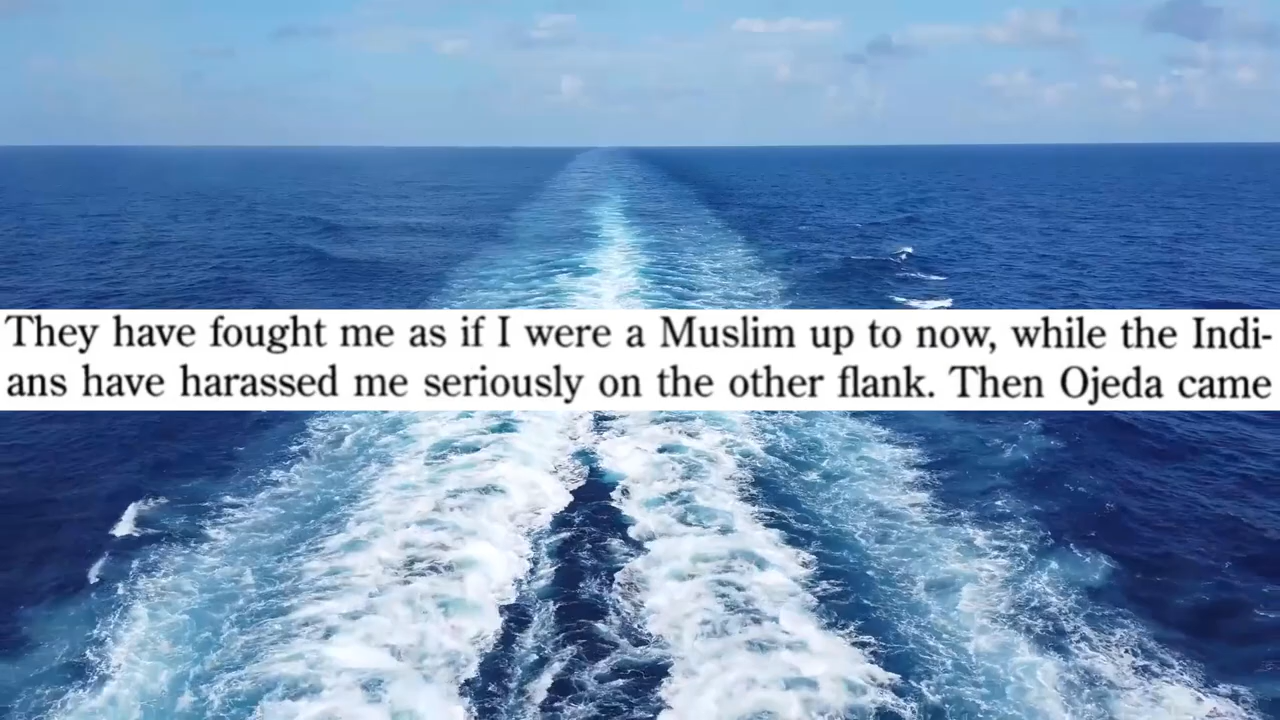 They have fought me as if I were a Muslim up to now, while the Indi-
ans have harassed me seriously on the other flank. Then Ojeda came